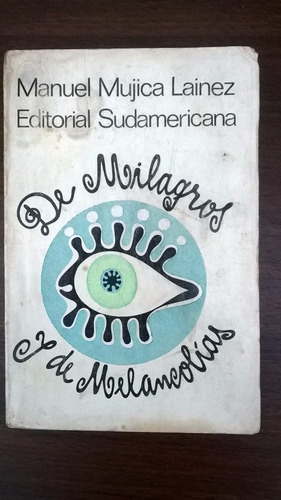 Manuel Mujica Lainez
Editorial Sudamericana
De Milagros
Y de Melancolías